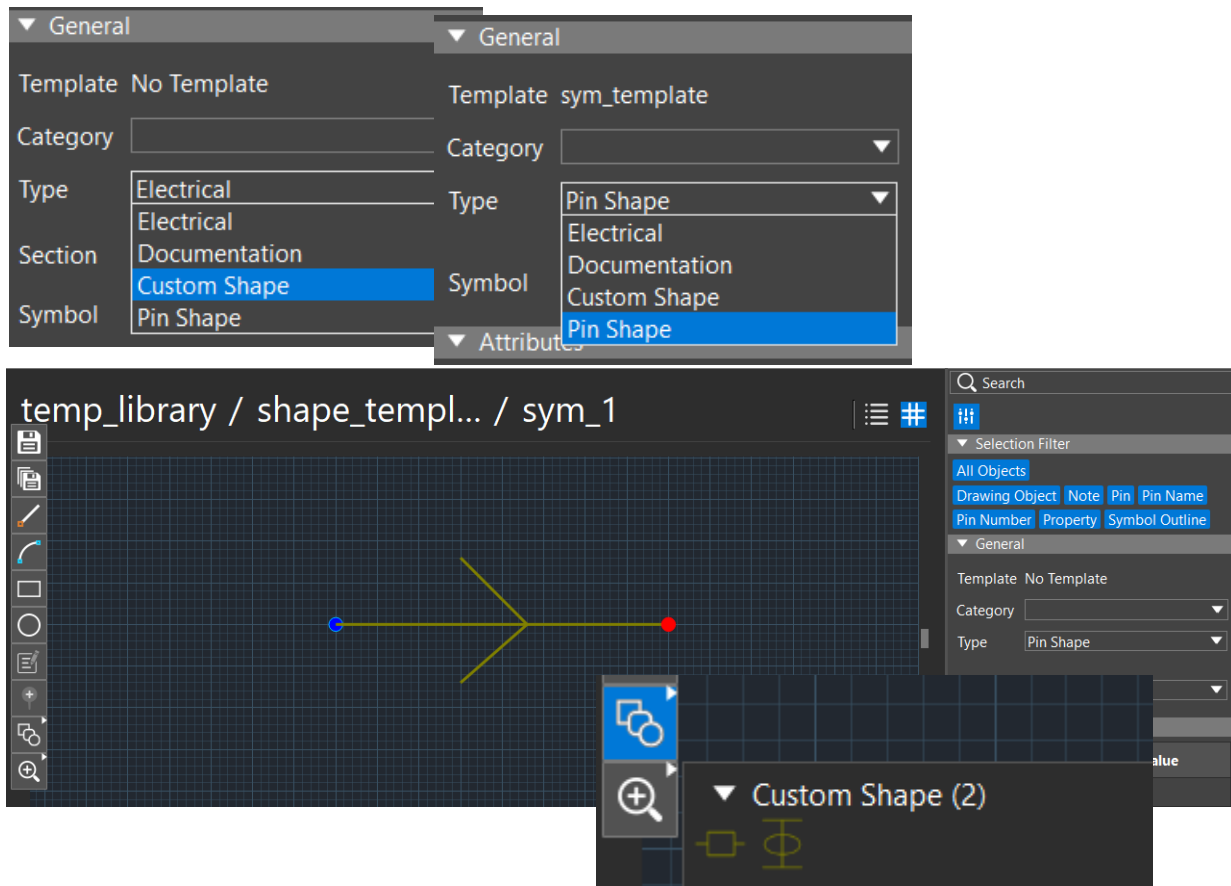 General
Template No Template
Category
Type Electrical
Electrical
Documentation
Section
Custom Shape
Symbol
Pin Shape
General
Template sym_template
Category
Type Pin Shape
Electrical
Documentation
Symbol
Custom Shape
Pin Shape
Attributes
temp_library / shape_templ... / sym_1
Search
Selection Filter
All Objects
Drawing Object Note Pin Pin Name
Pin Number Property Symbol Outline
General
Template No Template
Category
Type Pin Shape
Custom Shape (2)